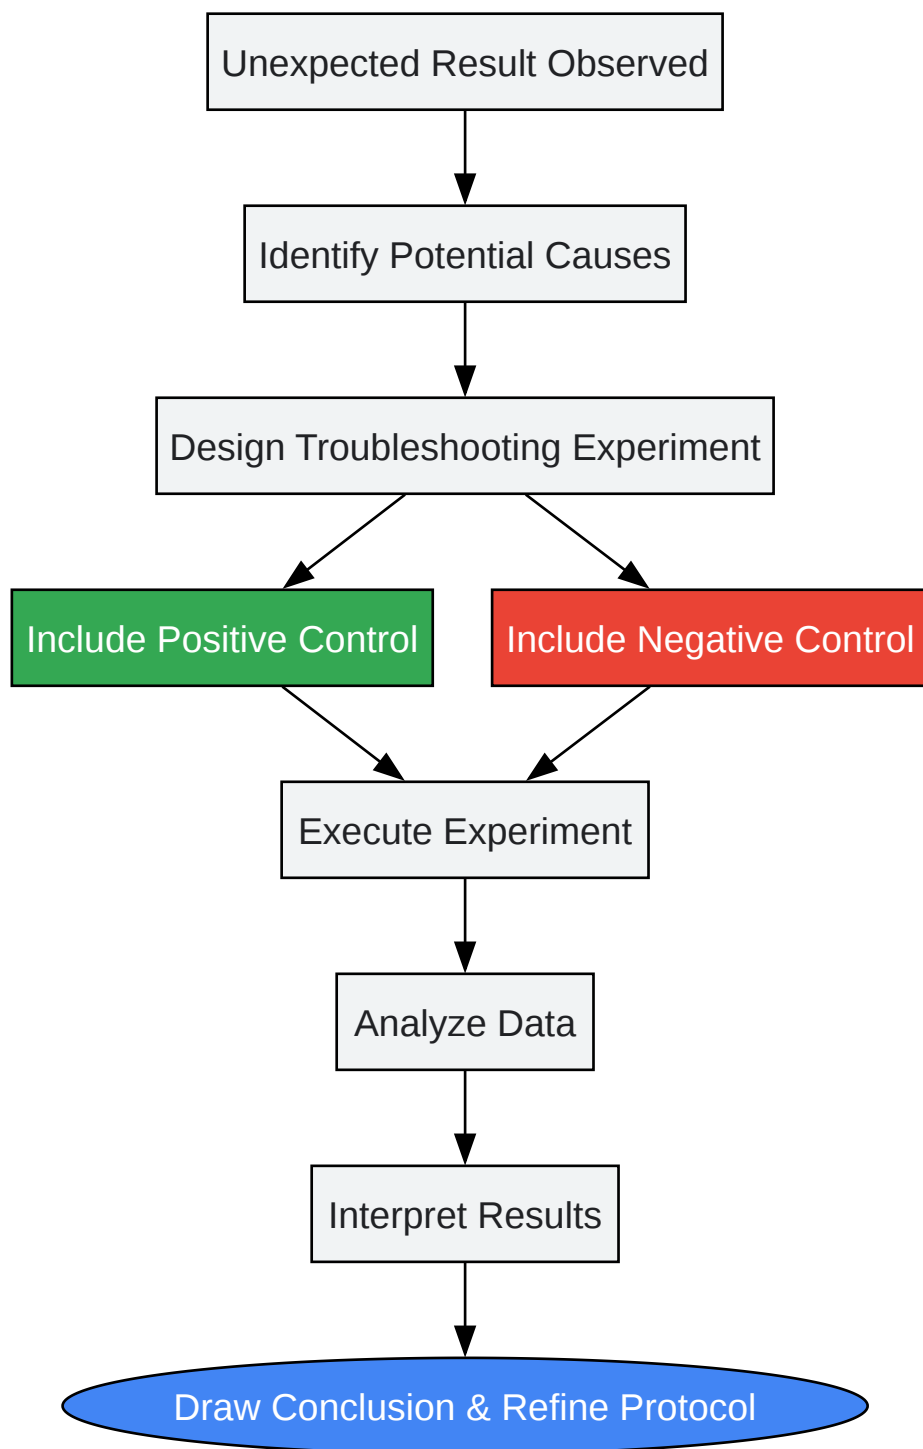 Unexpected Result Observed
Identify Potential Causes
Design Troubleshooting Experiment
Include Positive Control
Include Negative Control
Execute Experiment
Analyze Data
Interpret Results
Draw Conclusion & Refine Protocol